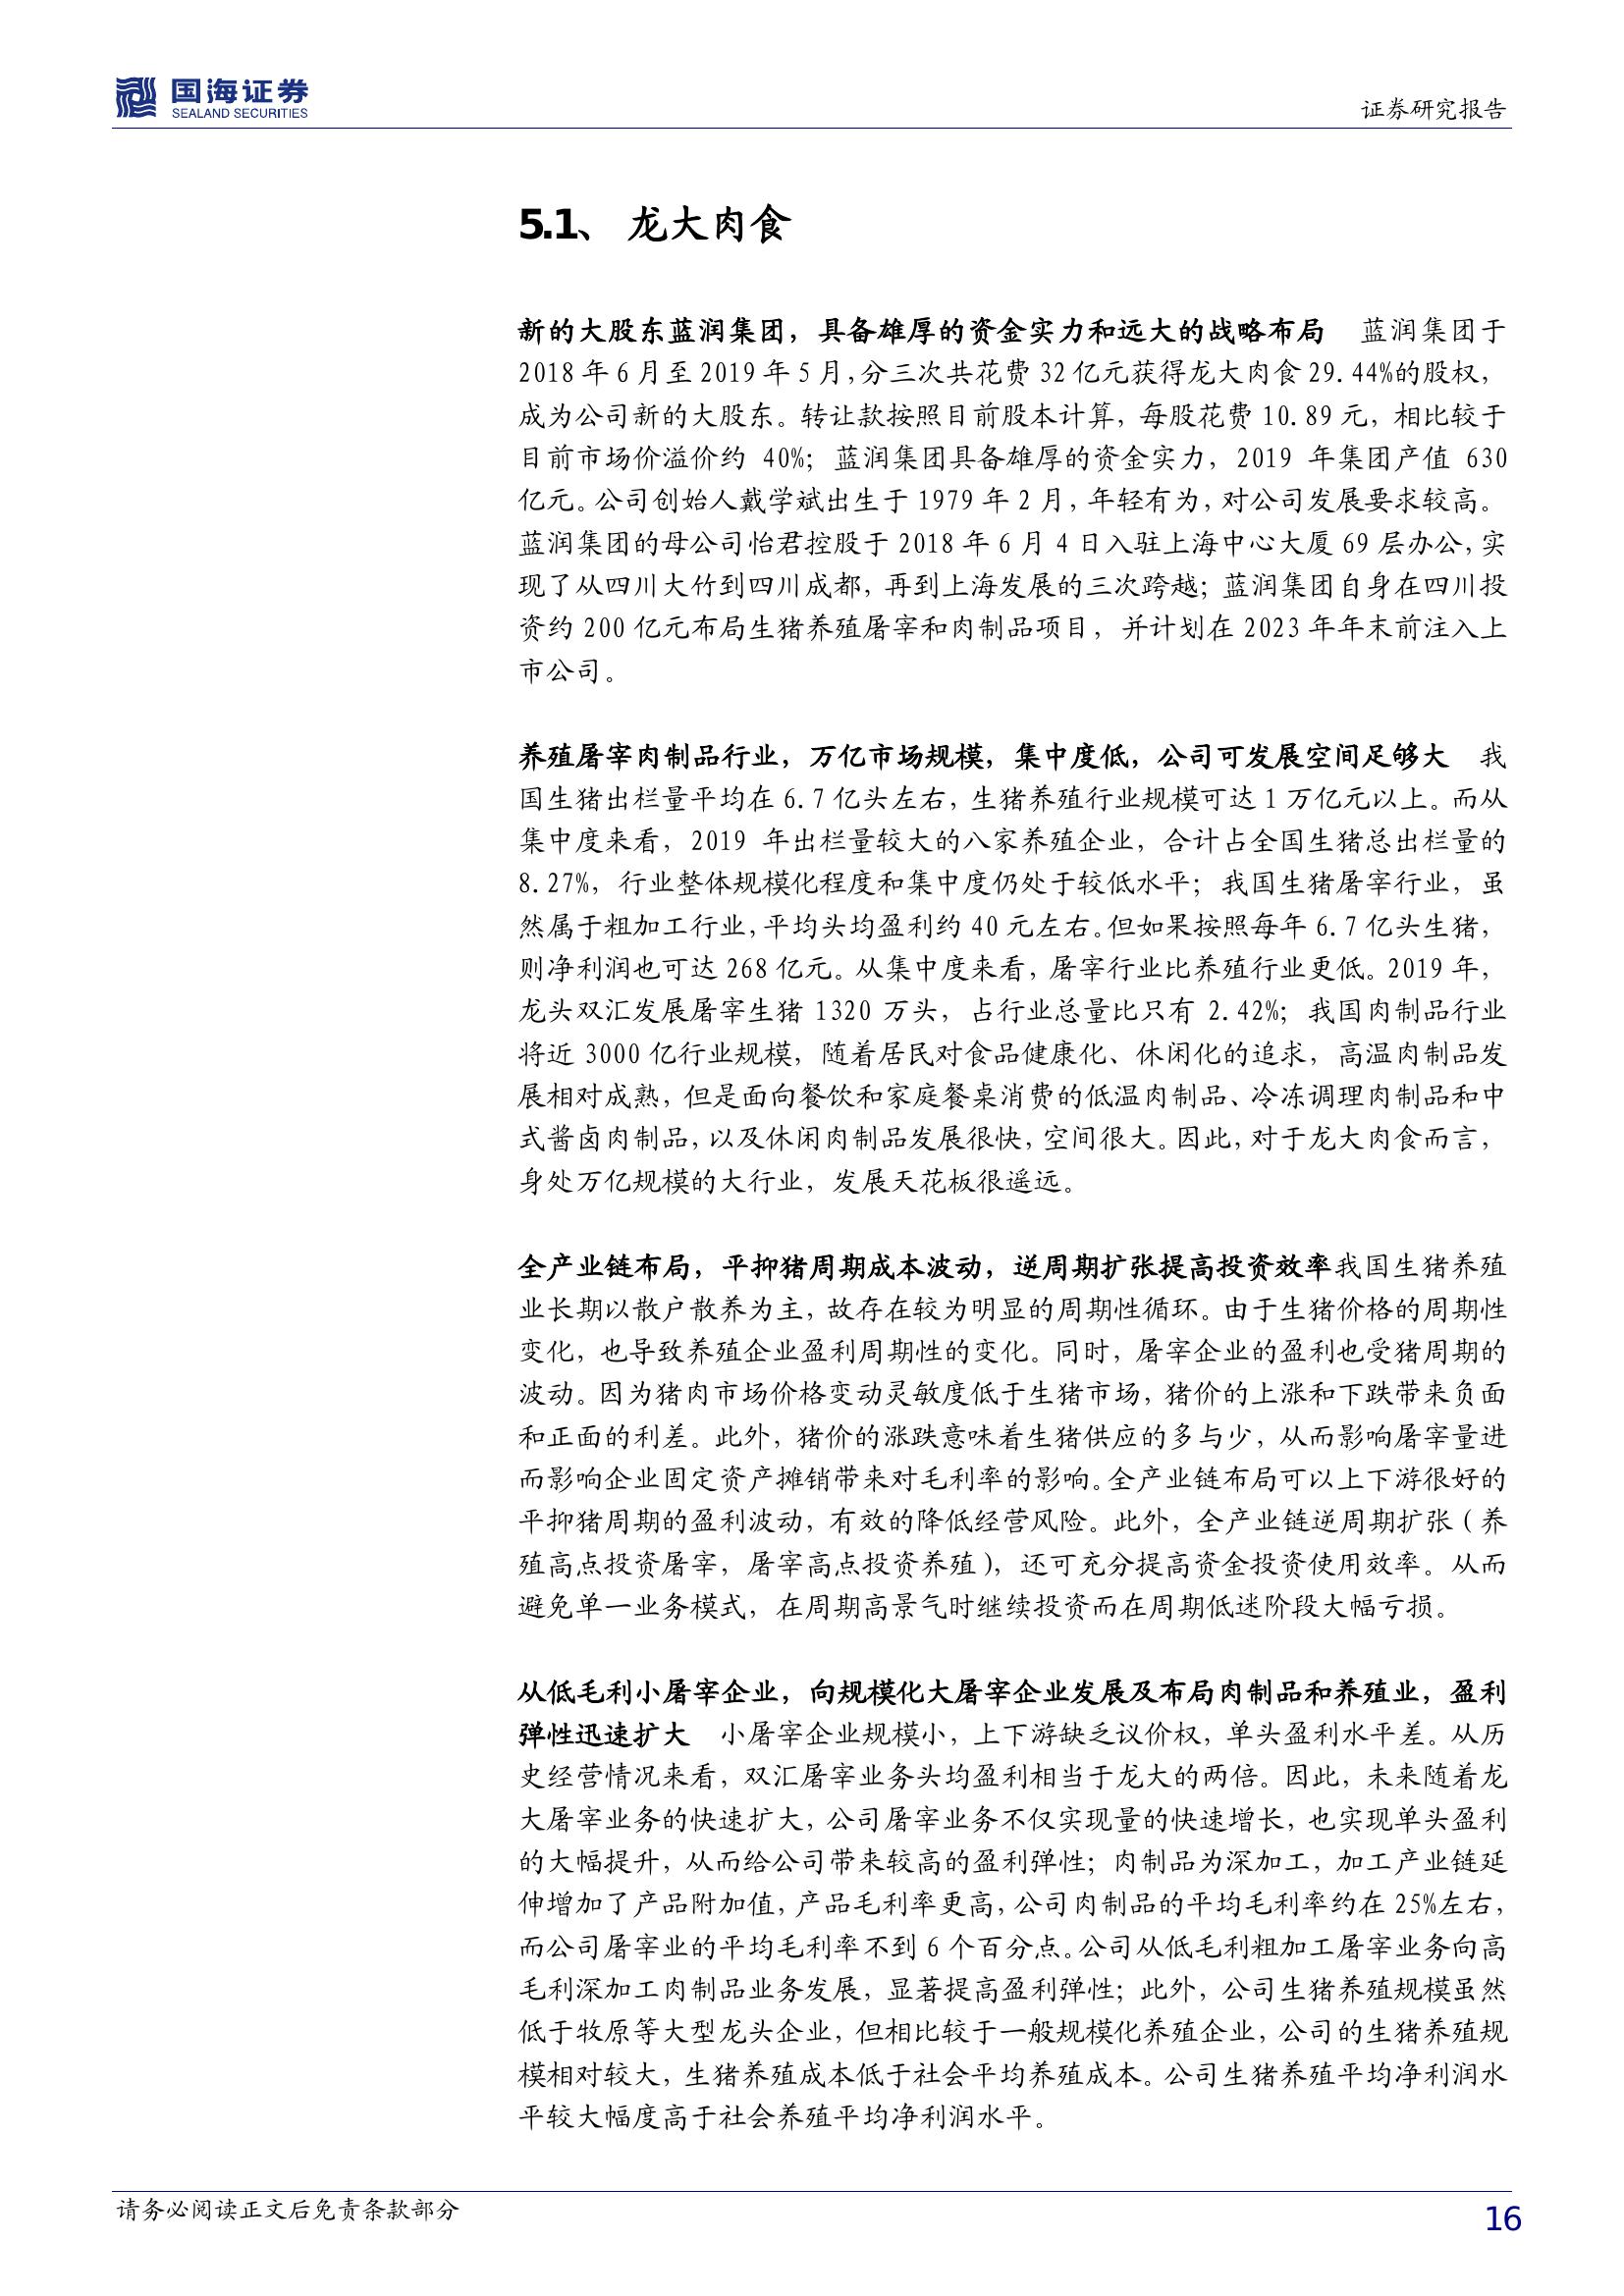 国海证券
SEALAND SECURITIES
证券研究报告
5.1、 龙大肉食
新的大股东蓝润集团，具备雄厚的资金实力和远大的战略布局 蓝润集团于
2018 年 6 月至 2019 年 5 月，分三次共花费 32 亿元获得龙大肉食 29.44%的股权，
成为公司新的大股东。转让款按照目前股本计算，每股花费 10.89 元，相比较于
目前市场价溢价约 40%；蓝润集团具备雄厚的资金实力，2019 年集团产值 630
亿元。公司创始人戴学斌出生于 1979 年 2 月，年轻有为，对公司发展要求较高。
蓝润集团的母公司怡君控股于 2018 年 6 月 4 日入驻上海中心大厦 69 层办公，实
现了从四川大竹到四川成都，再到上海发展的三次跨越；蓝润集团自身在四川投
资约 200 亿元布局生猪养殖屠宰和肉制品项目，并计划在 2023 年年末前注入上
市公司。
养殖屠宰肉制品行业，万亿市场规模，集中度低，公司可发展空间足够大 我
国生猪出栏量平均在 6.7 亿头左右，生猪养殖行业规模可达 1 万亿元以上。而从
集中度来看，2019 年出栏量较大的八家养殖企业，合计占全国生猪总出栏量的
8.27%，行业整体规模化程度和集中度仍处于较低水平；我国生猪屠宰行业，虽
然属于粗加工行业，平均头均盈利约 40 元左右。但如果按照每年 6.7 亿头生猪，
则净利润也可达 268 亿元。从集中度来看，屠宰行业比养殖行业更低。2019 年，
龙头双汇发展屠宰生猪 1320 万头，占行业总量比只有 2.42%；我国肉制品行业
将近 3000 亿行业规模，随着居民对食品健康化、休闲化的追求，高温肉制品发
展相对成熟，但是面向餐饮和家庭餐桌消费的低温肉制品、冷冻调理肉制品和中
式酱卤肉制品，以及休闲肉制品发展很快，空间很大。因此，对于龙大肉食而言，
身处万亿规模的大行业，发展天花板很遥远。
全产业链布局，平抑猪周期成本波动，逆周期扩张提高投资效率我国生猪养殖
业长期以散户散养为主，故存在较为明显的周期性循环。由于生猪价格的周期性
变化，也导致养殖企业盈利周期性的变化。同时，屠宰企业的盈利也受猪周期的
波动。因为猪肉市场价格变动灵敏度低于生猪市场，猪价的上涨和下跌带来负面
和正面的利差。此外，猪价的涨跌意味着生猪供应的多与少，从而影响屠宰量进
而影响企业固定资产摊销带来对毛利率的影响。全产业链布局可以上下游很好的
平抑猪周期的盈利波动，有效的降低经营风险。此外，全产业链逆周期扩张（养
殖高点投资屠宰，屠宰高点投资养殖），还可充分提高资金投资使用效率。从而
避免单一业务模式，在周期高景气时继续投资而在周期低迷阶段大幅亏损。
从低毛利小屠宰企业，向规模化大屠宰企业发展及布局肉制品和养殖业，盈利
弹性迅速扩大 小屠宰企业规模小，上下游缺乏议价权，单头盈利水平差。从历
史经营情况来看，双汇屠宰业务头均盈利相当于龙大的两倍。因此，未来随着龙
大屠宰业务的快速扩大，公司屠宰业务不仅实现量的快速增长，也实现单头盈利
的大幅提升，从而给公司带来较高的盈利弹性；肉制品为深加工，加工产业链延
伸增加了产品附加值，产品毛利率更高，公司肉制品的平均毛利率约在 25%左右，
而公司屠宰业的平均毛利率不到 6 个百分点。公司从低毛利粗加工屠宰业务向高
毛利深加工肉制品业务发展，显著提高盈利弹性；此外，公司生猪养殖规模虽然
低于牧原等大型龙头企业，但相比较于一般规模化养殖企业，公司的生猪养殖规
模相对较大，生猪养殖成本低于社会平均养殖成本。公司生猪养殖平均净利润水
平较大幅度高于社会养殖平均净利润水平。
请务必阅读正文后免责条款部分
16